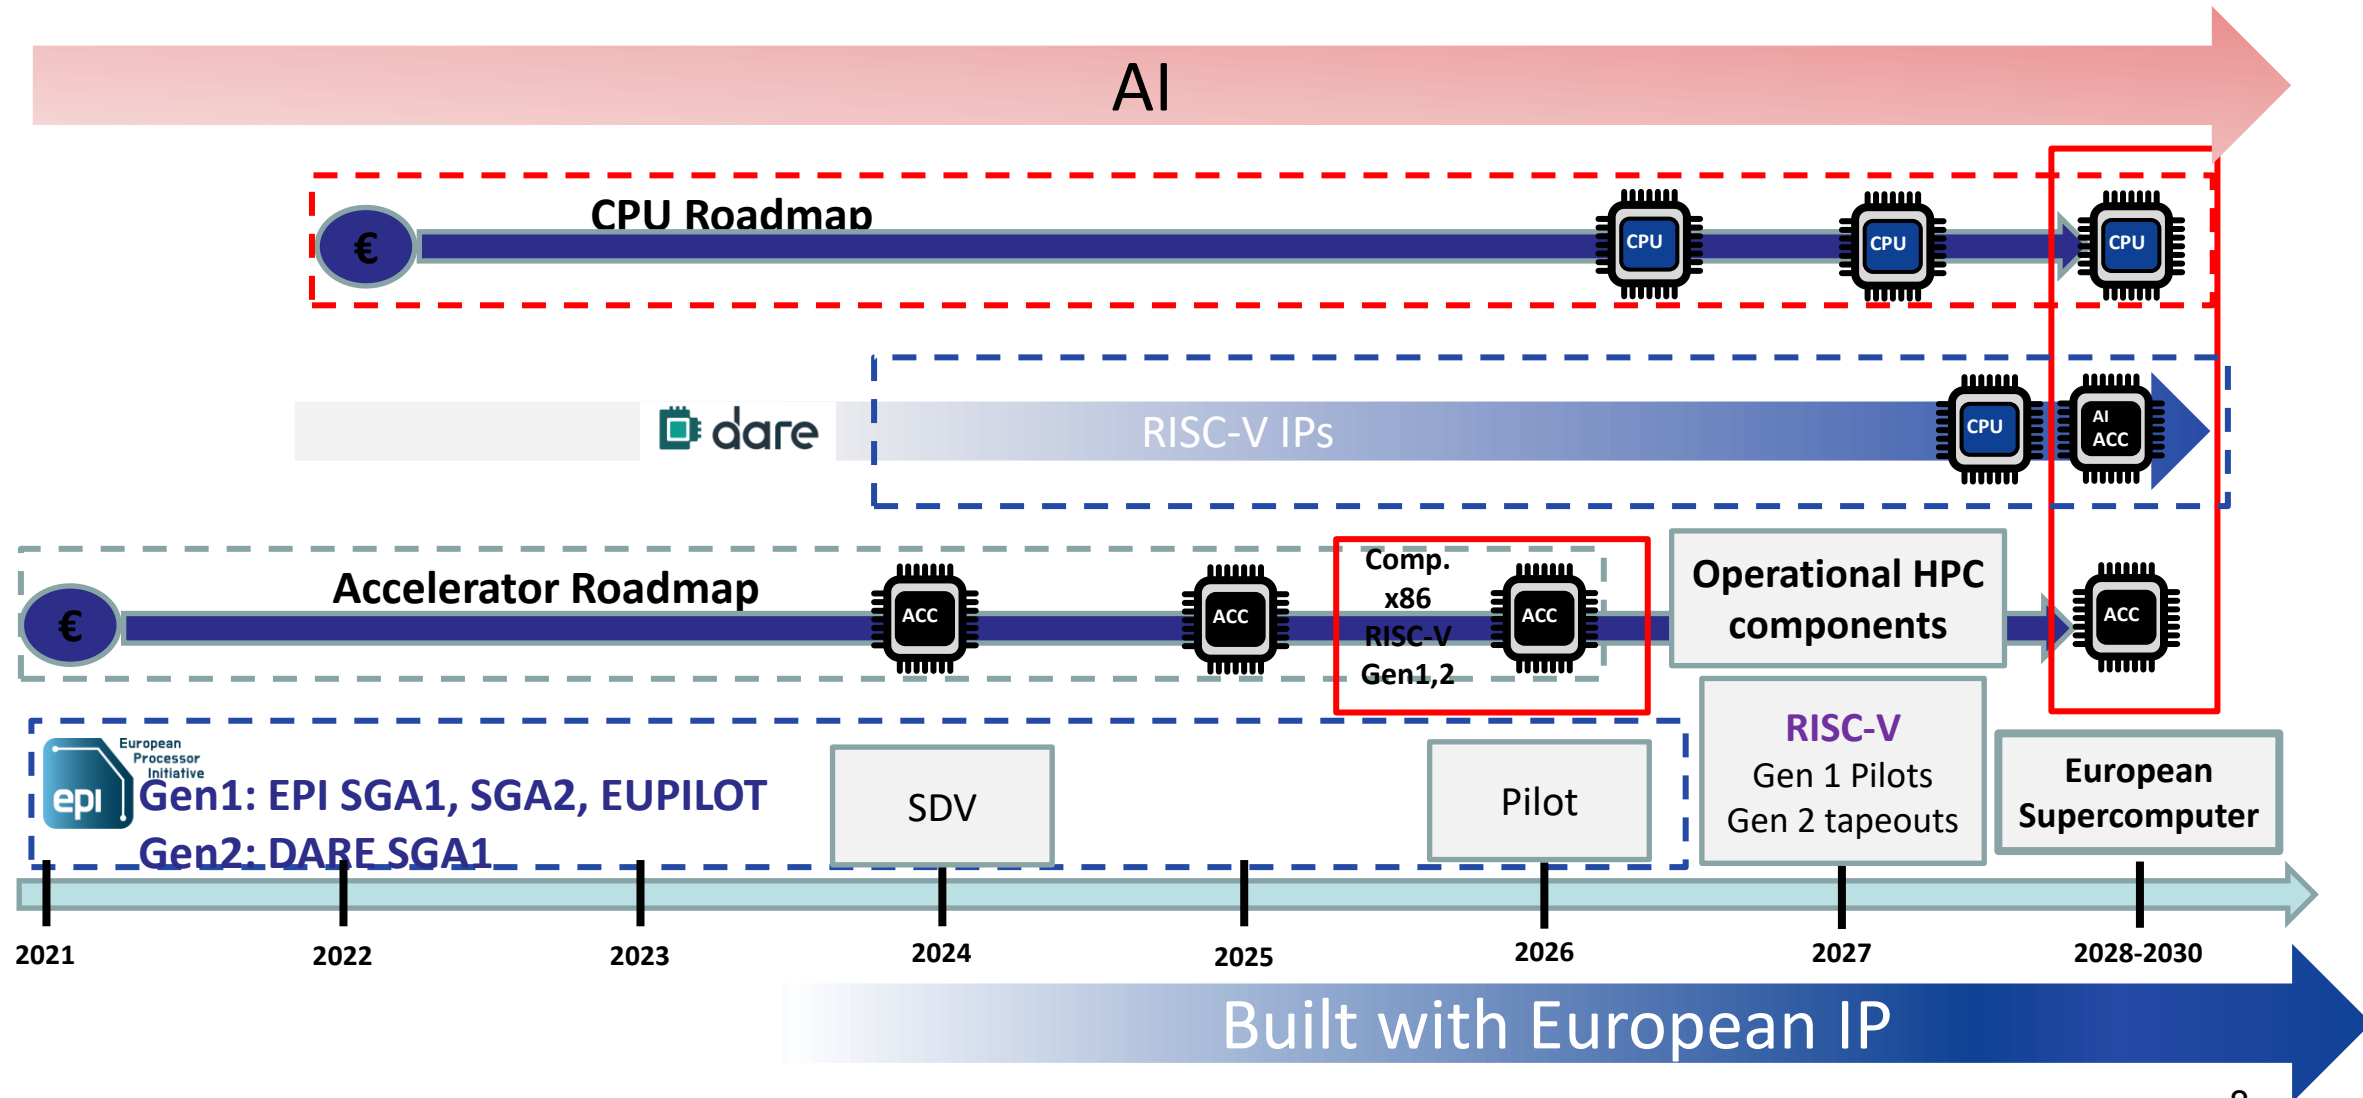 AI
CPU Roadmap
€
CPU
CPU
CPU
dare
RISC-V IPs
CPU
AI
ACC
Accelerator Roadmap
€
ACC
ACC
Comp.
x86
RISC-V
Gen1,2
ACC
Operational HPC
components
ACC
European
Processor
Initiative
epi
Gen1: EPI SGA1, SGA2, EUPILOT
Gen2: DARE SGA1
SDV
Pilot
RISC-V
Gen 1 Pilots
Gen 2 tapeouts
European
Supercomputer
2021
2022
2023
2024
2025
2026
2027
2028-2030
Built with European IP